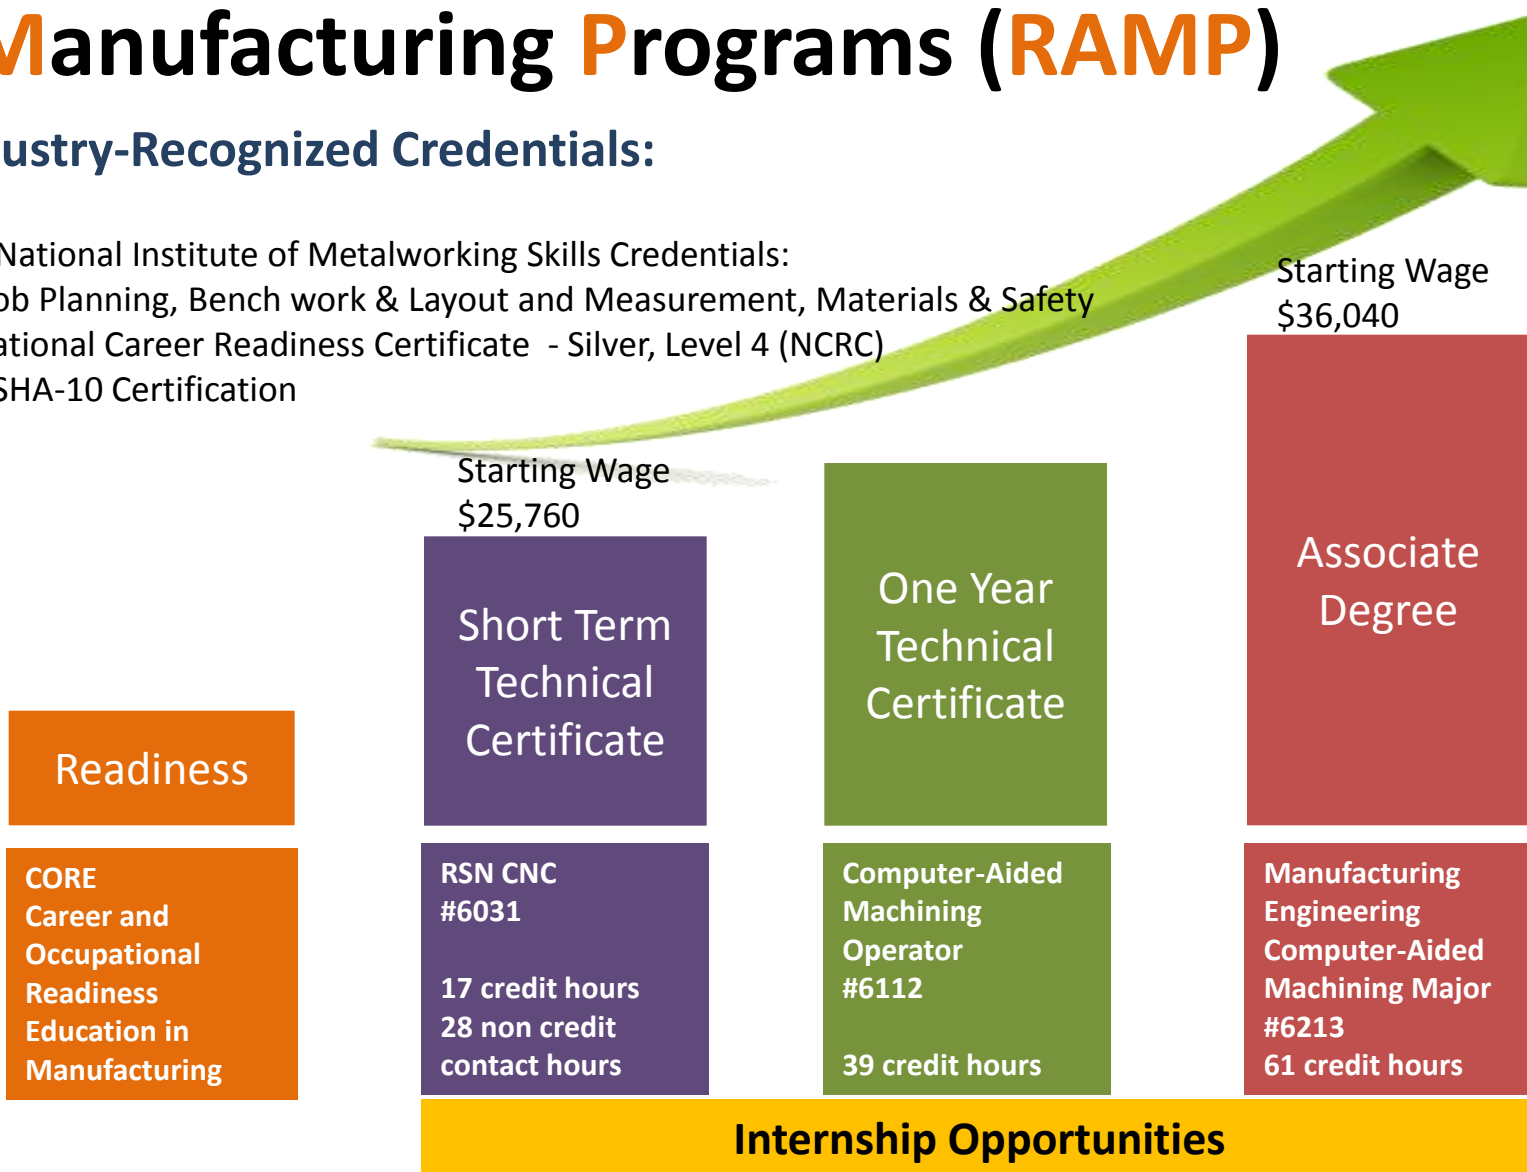 Manufacturing Programs (RAMP)
ustry-Recognized Credentials:
National Institute of Metalworking Skills Credentials:
ob Planning, Bench work & Layout and Measurement, Materials & Safety
ational Career Readiness Certificate - Silver, Level 4 (NCRC)
SHA-10 Certification
Starting Wage
$36,040
Starting Wage
$25,760
Readiness
Short Term
Technical
Certificate
One Year
Technical
Certificate
Associate
Degree
CORE
Career and
Occupational
Readiness
Education in
Manufacturing
RSN CNC
#6031
17 credit hours
28 non credit
contact hours
Computer-Aided
Machining
Operator
#6112
39 credit hours
Manufacturing
Engineering
Computer-Aided
Machining Major
#6213
61 credit hours
Internship Opportunities